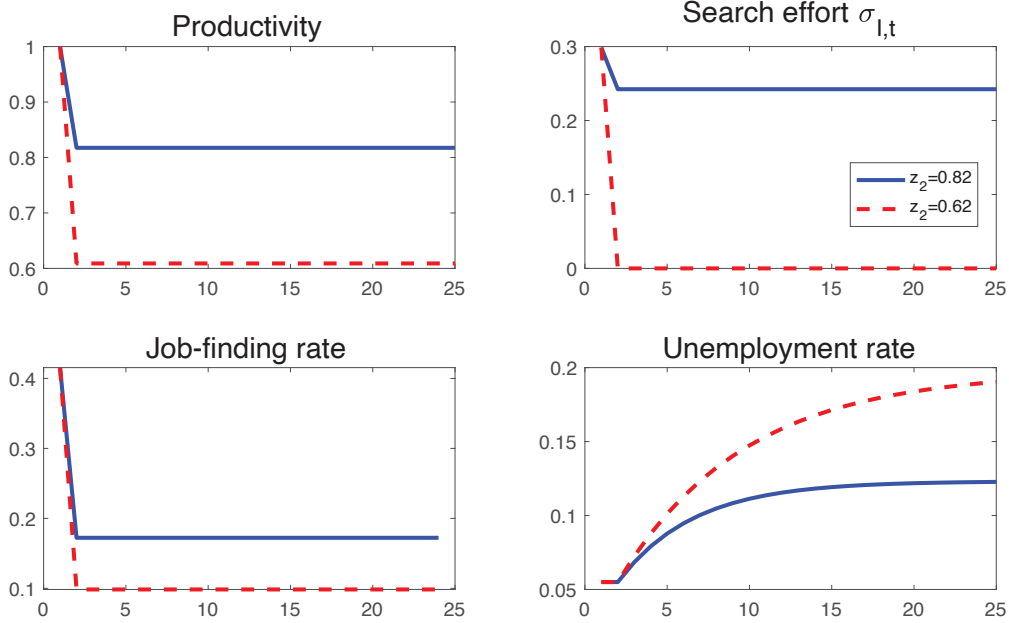 Productivity
1
0.9
0.8
0.7
0.6
0 5 10 15 20 25
Search effort σ_{l,t}
0.3
0.2
0.1
0
0 5 10 15 20 25
z_2=0.82
z_2=0.62
Job-finding rate
0.4
0.3
0.2
0.1
0 5 10 15 20 25
Unemployment rate
0.2
0.15
0.1
0.05
0 5 10 15 20 25